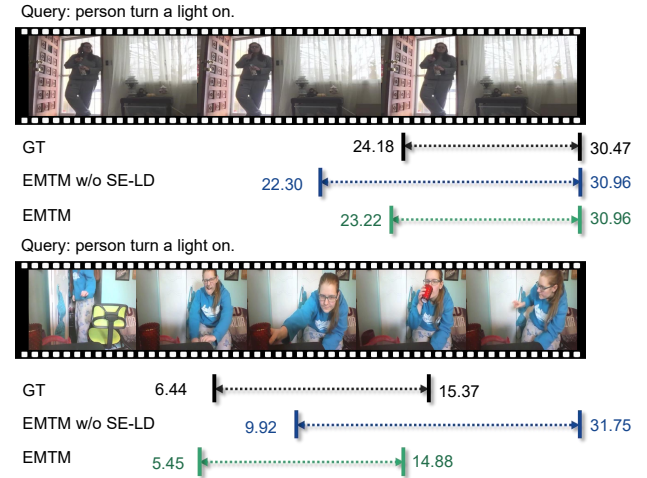 Query: person turn a light on.
GT 24.18 30.47
EMTM w/o SE-LD 22.30 30.96
EMTM 23.22 30.96
Query: person turn a light on.
GT 6.44 15.37
EMTM w/o SE-LD 9.92 31.75
EMTM 5.45 14.88